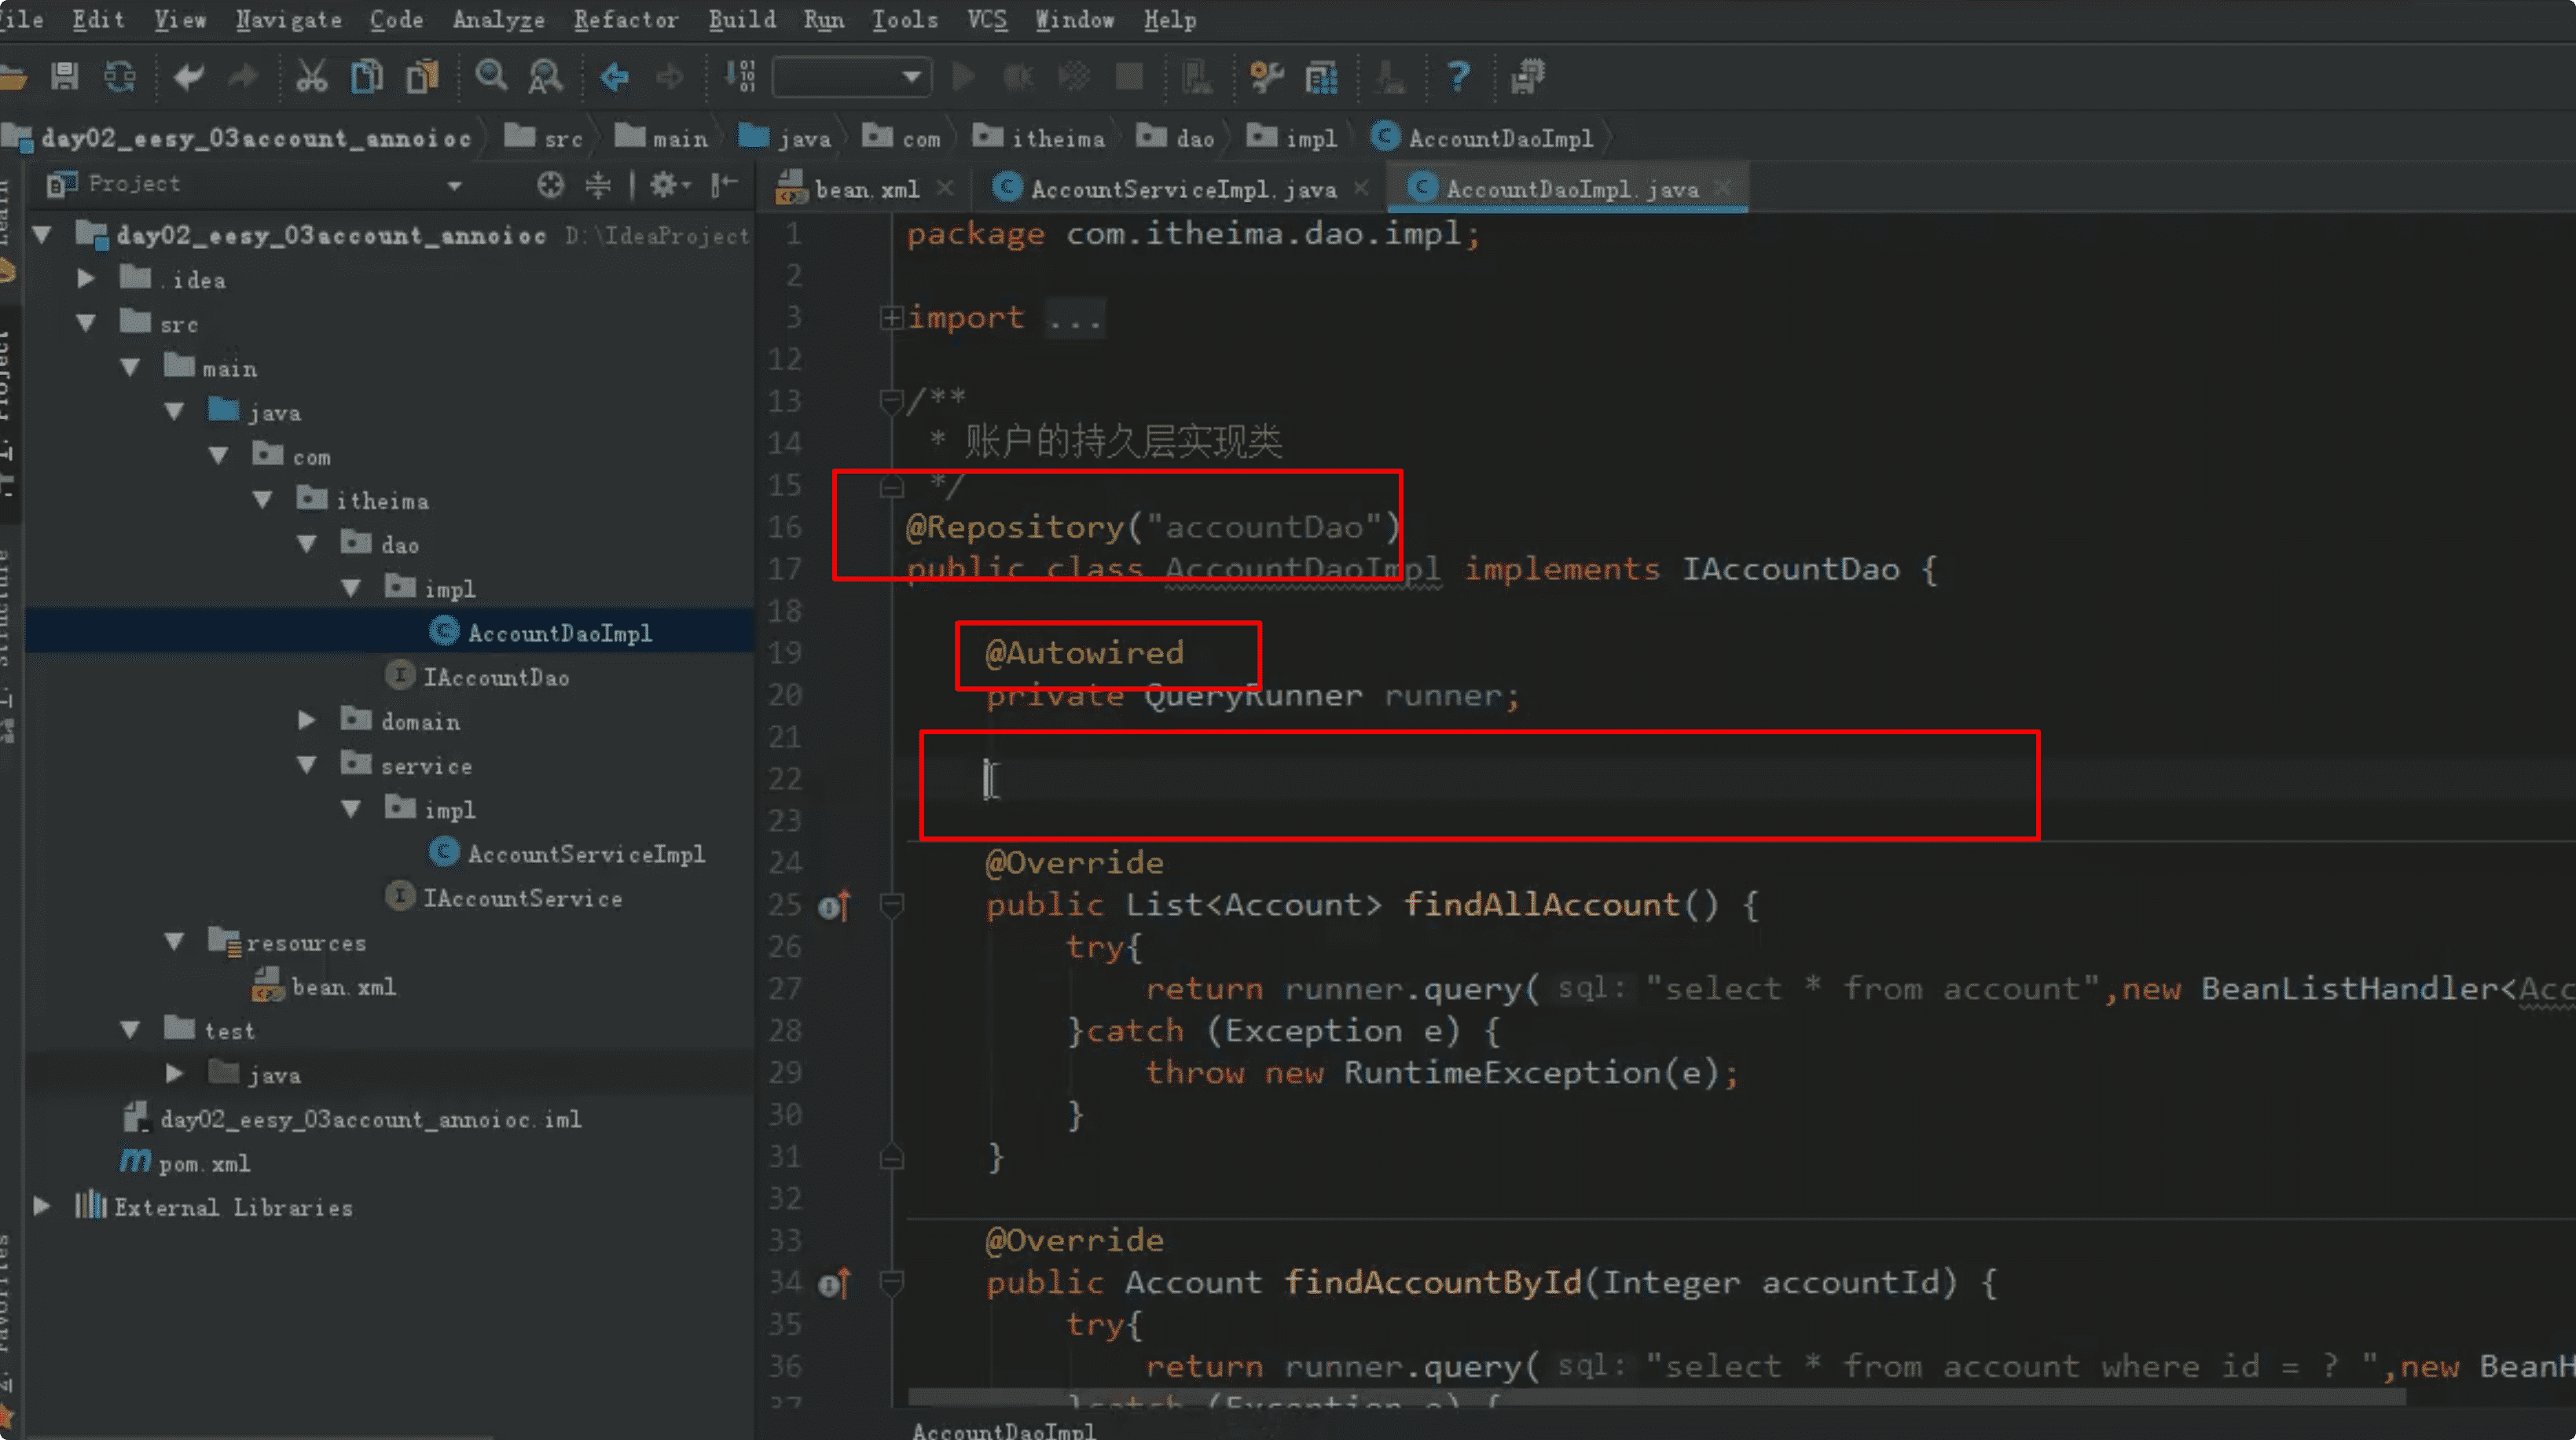 File Edit View Navigate Code Analyze Refactor Build Run Tools VCS Window Help
day02_eesy_03account_annoioc src main java com itheima dao impl AccountDaoImpl
Project
bean.xml AccountServiceImpl.java AccountDaoImpl.java
day02_eesy_03account_annoioc D:\IdeaProject
.idea
src
main
java
com
itheima
dao
impl
AccountDaoImpl
IAccountDao
domain
service
impl
AccountServiceImpl
IAccountService
resources
bean.xml
test
java
day02_eesy_03account_annoioc.iml
pom.xml
External Libraries
1 package com.itheima.dao.impl;
2
3 import ...
12
13 /**
14 * 账户的持久层实现类
15 */
16 @Repository("accountDao")
17 public class AccountDaoImpl implements IAccountDao {
18
19 @Autowired
20 private QueryRunner runner;
21
22
23
24 @Override
25 public List<Account> findAllAccount() {
26 try{
27 return runner.query( sql: "select * from account",new BeanListHandler<Acc
28 }catch (Exception e) {
29 throw new RuntimeException(e);
30 }
31 }
32
33 @Override
34 public Account findAccountById(Integer accountId) {
35 try{
36 return runner.query( sql: "select * from account where id = ? ",new BeanH
37 }catch (Exception e) {
AccountDaoImpl